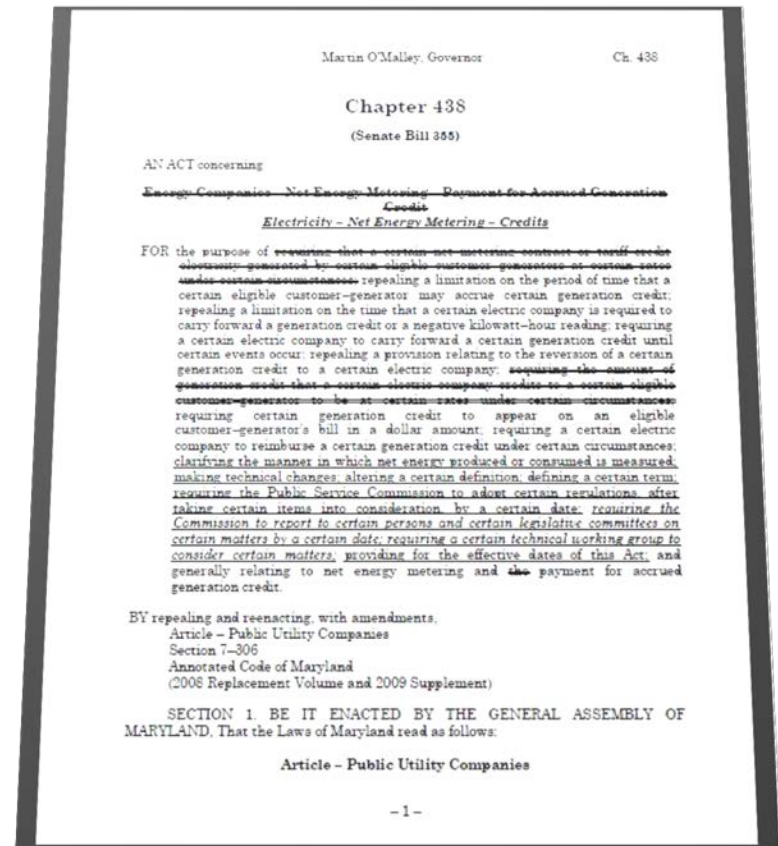 Martin O'Malley, Governor Ch. 438
Chapter 438
(Senate Bill 355)
AN ACT concerning
Energy Companies – Net Energy Metering – Payment for Accrued Generation
Credit
Electricity – Net Energy Metering – Credits
FOR the purpose of requiring that a certain net metering contract or tariff credit
electricity generated by certain eligible customer-generators at certain rates
under certain circumstances; repealing a limitation on the period of time that a
certain eligible customer–generator may accrue certain generation credit;
repealing a limitation on the time that a certain electric company is required to
carry forward a generation credit or a negative kilowatt–hour reading; requiring
a certain electric company to carry forward a certain generation credit until
certain events occur; repealing a provision relating to the reversion of a certain
generation credit to a certain electric company; requiring the amount of
generation credit that a certain electric company credits to a certain eligible
customer–generator to be at certain rates under certain circumstances;
requiring certain generation credit to appear on an eligible
customer–generator's bill in a dollar amount; requiring a certain electric
company to reimburse a certain generation credit under certain circumstances;
clarifying the manner in which net energy produced or consumed is measured;
making technical changes; altering a certain definition; defining a certain term;
requiring the Public Service Commission to adopt certain regulations, after
taking certain items into consideration, by a certain date; requiring the
Commission to report to certain persons and certain legislative committees on
certain matters by a certain date; requiring a certain technical working group to
consider certain matters; providing for the effective dates of this Act; and
generally relating to net energy metering and the payment for accrued
generation credit.
BY repealing and reenacting, with amendments,
Article – Public Utility Companies
Section 7–306
Annotated Code of Maryland
(2008 Replacement Volume and 2009 Supplement)
SECTION 1. BE IT ENACTED BY THE GENERAL ASSEMBLY OF
MARYLAND, That the Laws of Maryland read as follows:
Article – Public Utility Companies
– 1 –